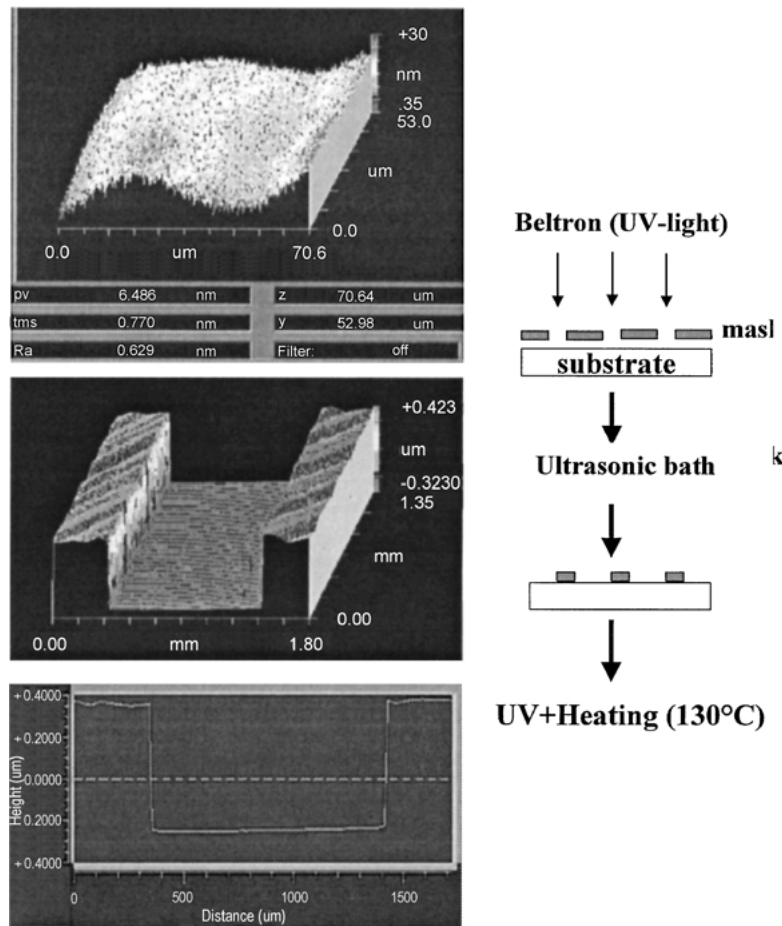 +30
nm
.35
53.0
um
0.0
0.0 um 70.6
pv 6.486 nm z 70.64 um
tms 0.770 nm y 52.98 um
Ra 0.629 nm Filter: off
+0.423
um
-0.3230
1.35
mm
0.00
0.00 mm 1.80
+0.4000
+0.2000
-0.0000
+0.2000
+0.4000
Height (um)
0 500 1000 1500
Distance (um)
Beltron (UV-light)
masl
substrate
Ultrasonic bath
k
UV+Heating (130°C)